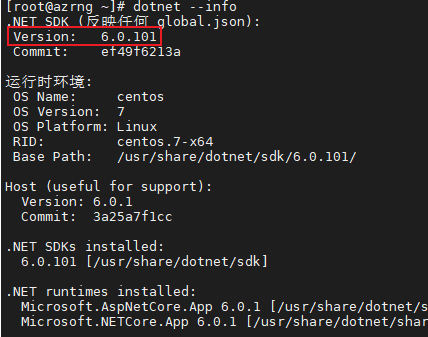 [root@azrng ~]# dotnet --info
.NET SDK (反映任何 global.json):
Version: 6.0.101
Commit: ef49f6213a
运行时环境:
OS Name: centos
OS Version: 7
OS Platform: Linux
RID: centos.7-x64
Base Path: /usr/share/dotnet/sdk/6.0.101/
Host (useful for support):
Version: 6.0.1
Commit: 3a25a7f1cc
.NET SDKs installed:
6.0.101 [/usr/share/dotnet/sdk]
.NET runtimes installed:
Microsoft.AspNetCore.App 6.0.1 [/usr/share/dotnet/s
Microsoft.NETCore.App 6.0.1 [/usr/share/dotnet/shar